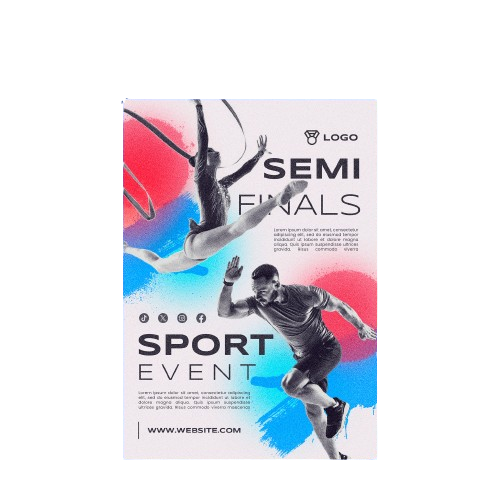 LOGO
SEMI
FINALS
Lorem ipsum dolor sit amet, consectetur
adipiscing elit, sed do eiusmod tempor
incididunt ut labore et dolore magna
aliqua. Quis ipsum suspendisse ultrices
gravida. Risus commodo viverra
SPORT
EVENT
Lorem ipsum dolor sit amet, consectetur adipiscing
elit, sed do eiusmod tempor incididunt ut labore et
dolore magna aliqua. Quis ipsum suspendisse
ultrices gravida. Risus commodo viverra maecenas
WWW.WEBSITE.COM